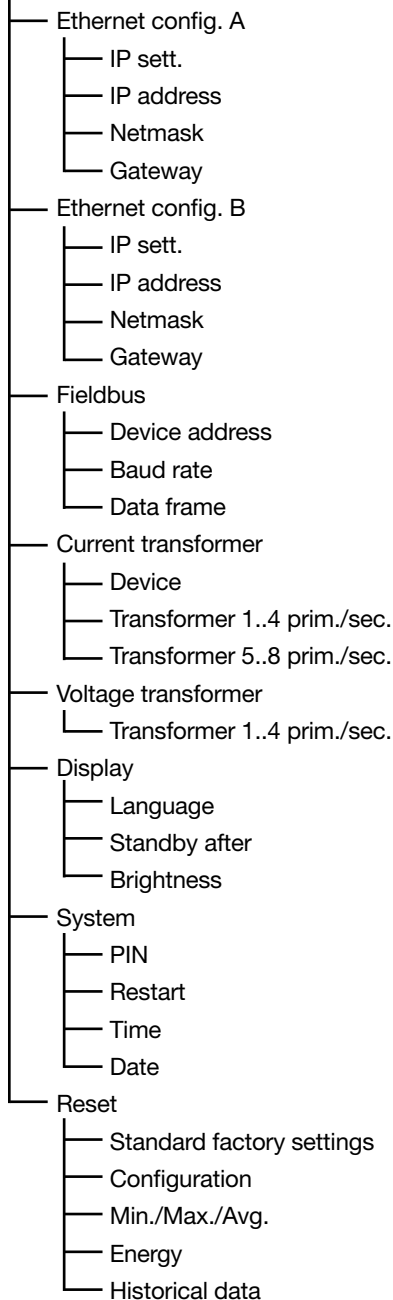 Ethernet config. A
IP sett.
IP address
Netmask
Gateway
Ethernet config. B
IP sett.
IP address
Netmask
Gateway
Fieldbus
Device address
Baud rate
Data frame
Current transformer
Device
Transformer 1..4 prim./sec.
Transformer 5..8 prim./sec.
Voltage transformer
Transformer 1..4 prim./sec.
Display
Language
Standby after
Brightness
System
PIN
Restart
Time
Date
Reset
Standard factory settings
Configuration
Min./Max./Avg.
Energy
Historical data